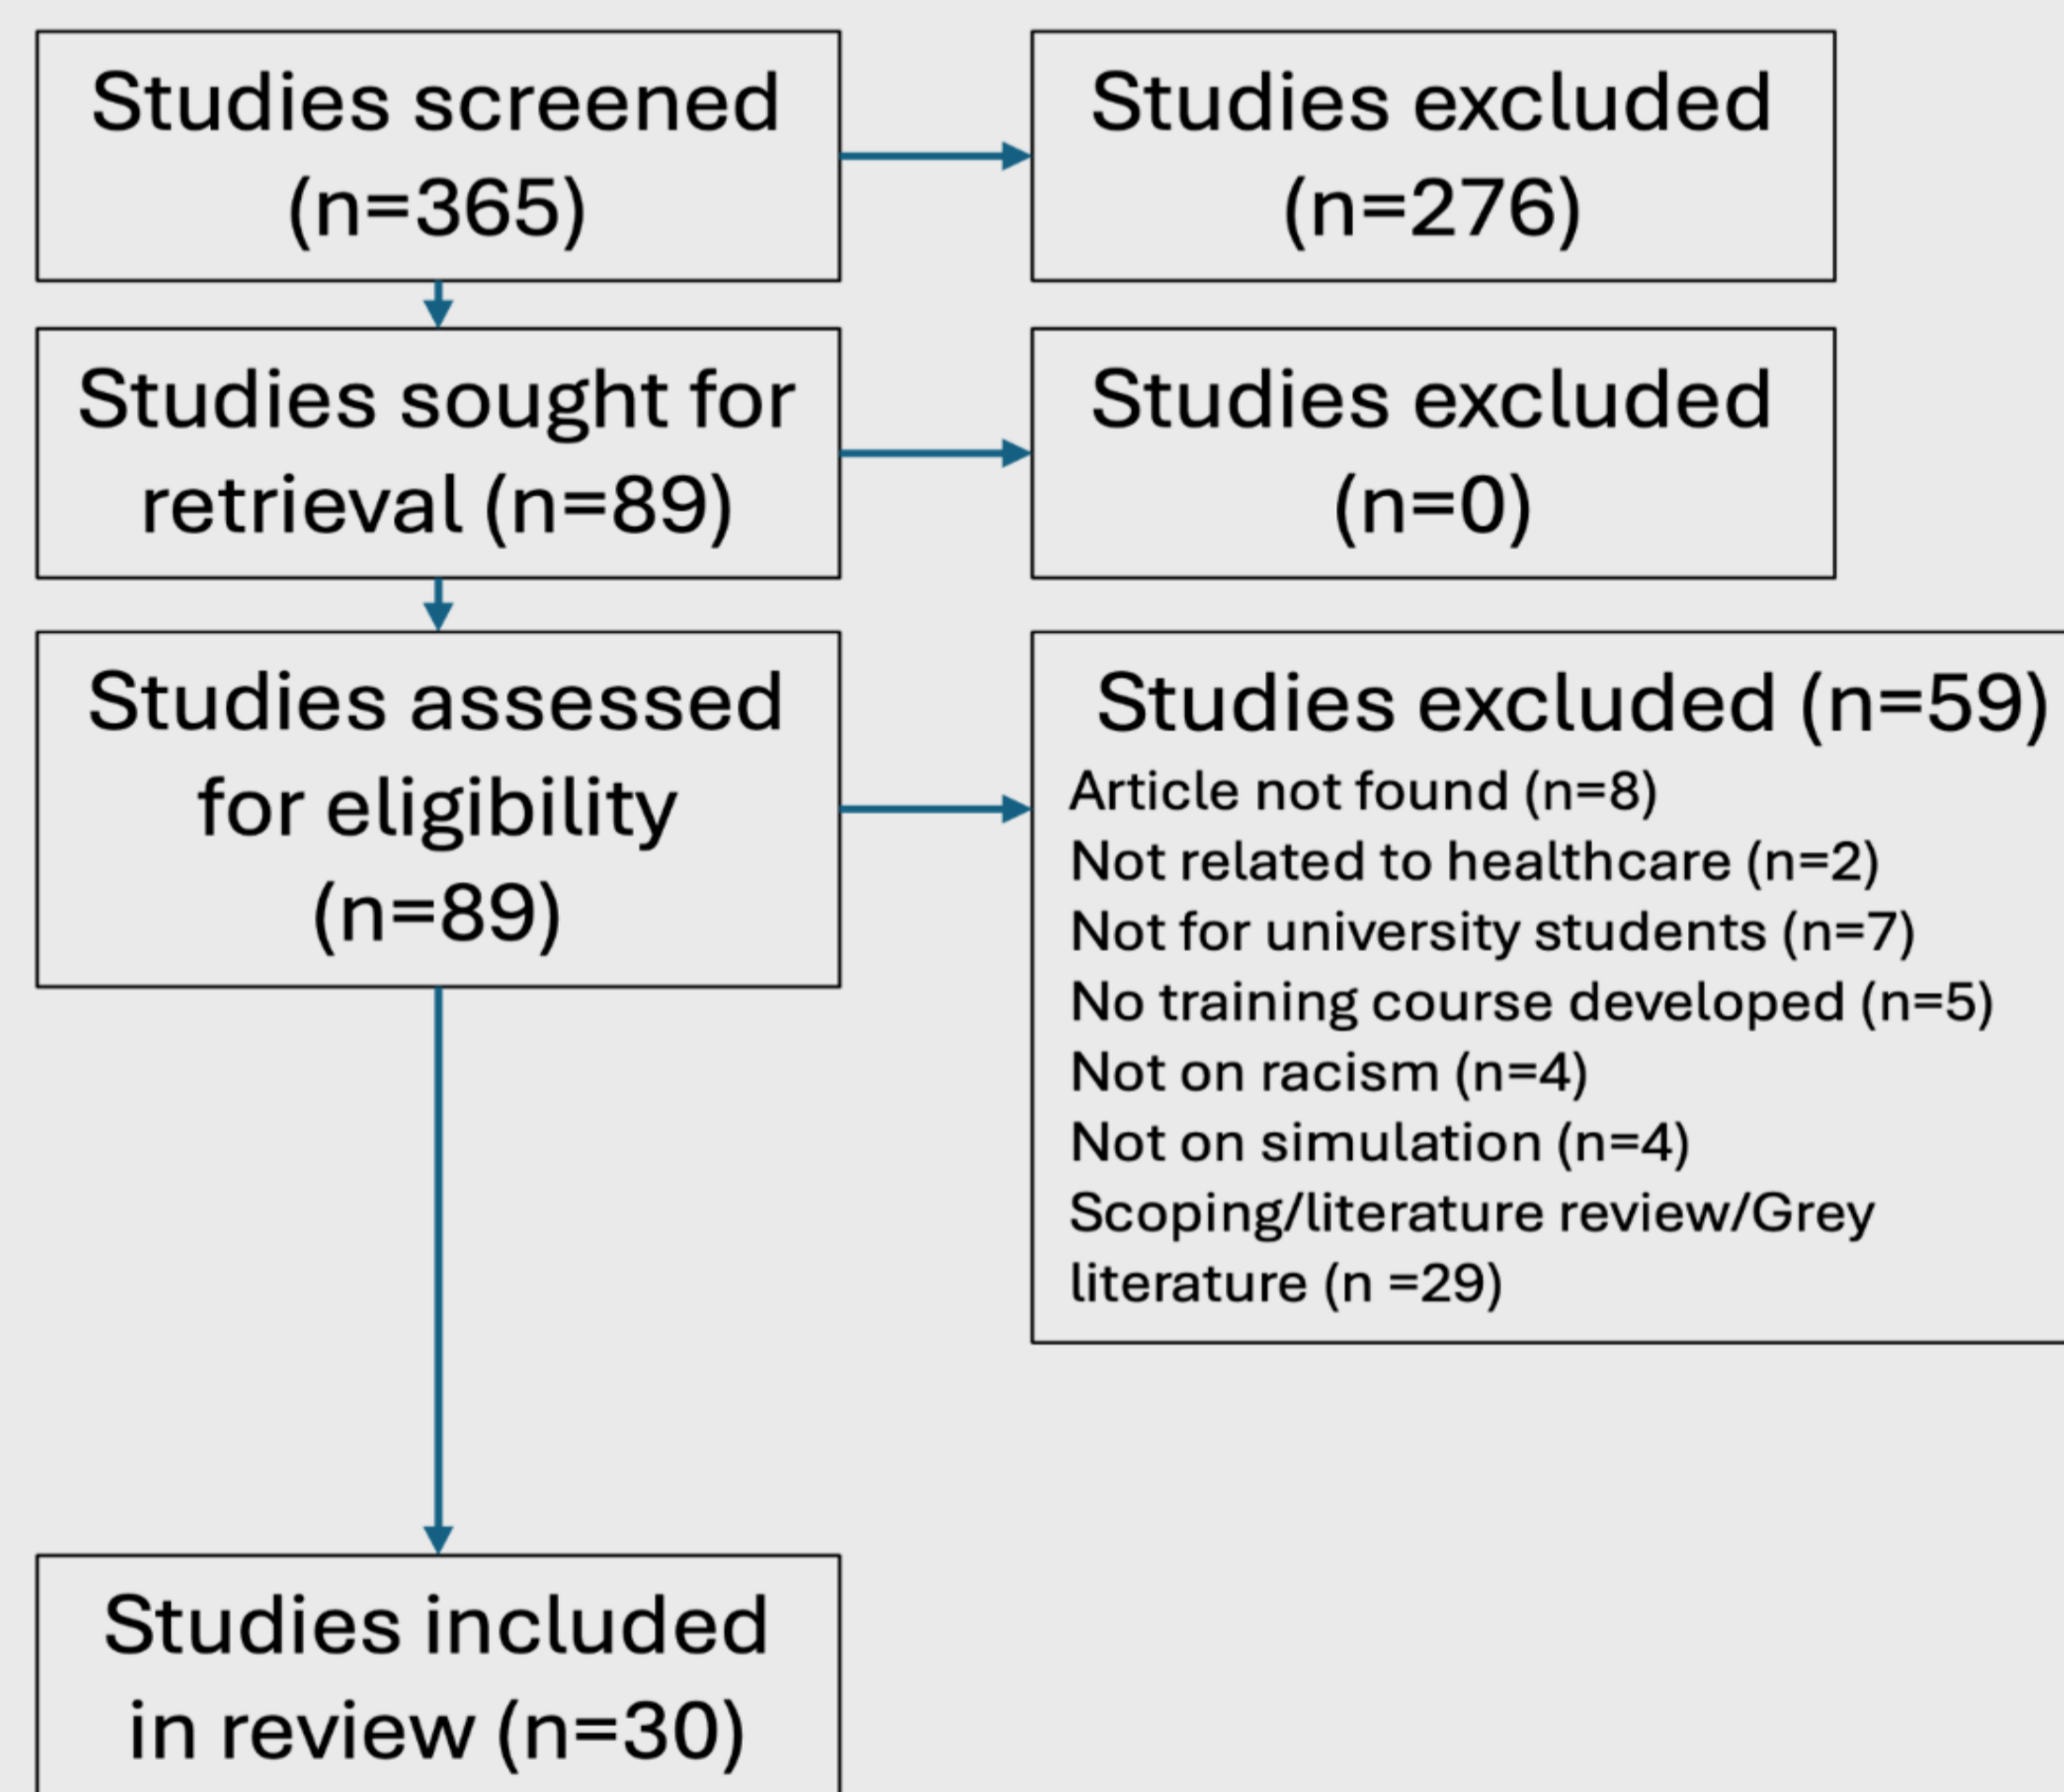 Studies screened
(n=365)
Studies excluded
(n=276)
Studies sought for
retrieval (n=89)
Studies excluded
(n=0)
Studies assessed
for eligibility
(n=89)
Studies excluded (n=59)
Article not found (n=8)
Not related to healthcare (n=2)
Not for university students (n=7)
No training course developed (n=5)
Not on racism (n=4)
Not on simulation (n=4)
Scoping/literature review/Grey
literature (n =29)
Studies included
in review (n=30)